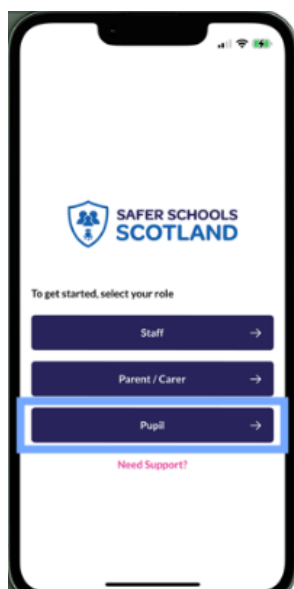 SAFER SCHOOLS
SCOTLAND
To get started, select your role
Staff
Parent / Carer
Pupil
Need Support?